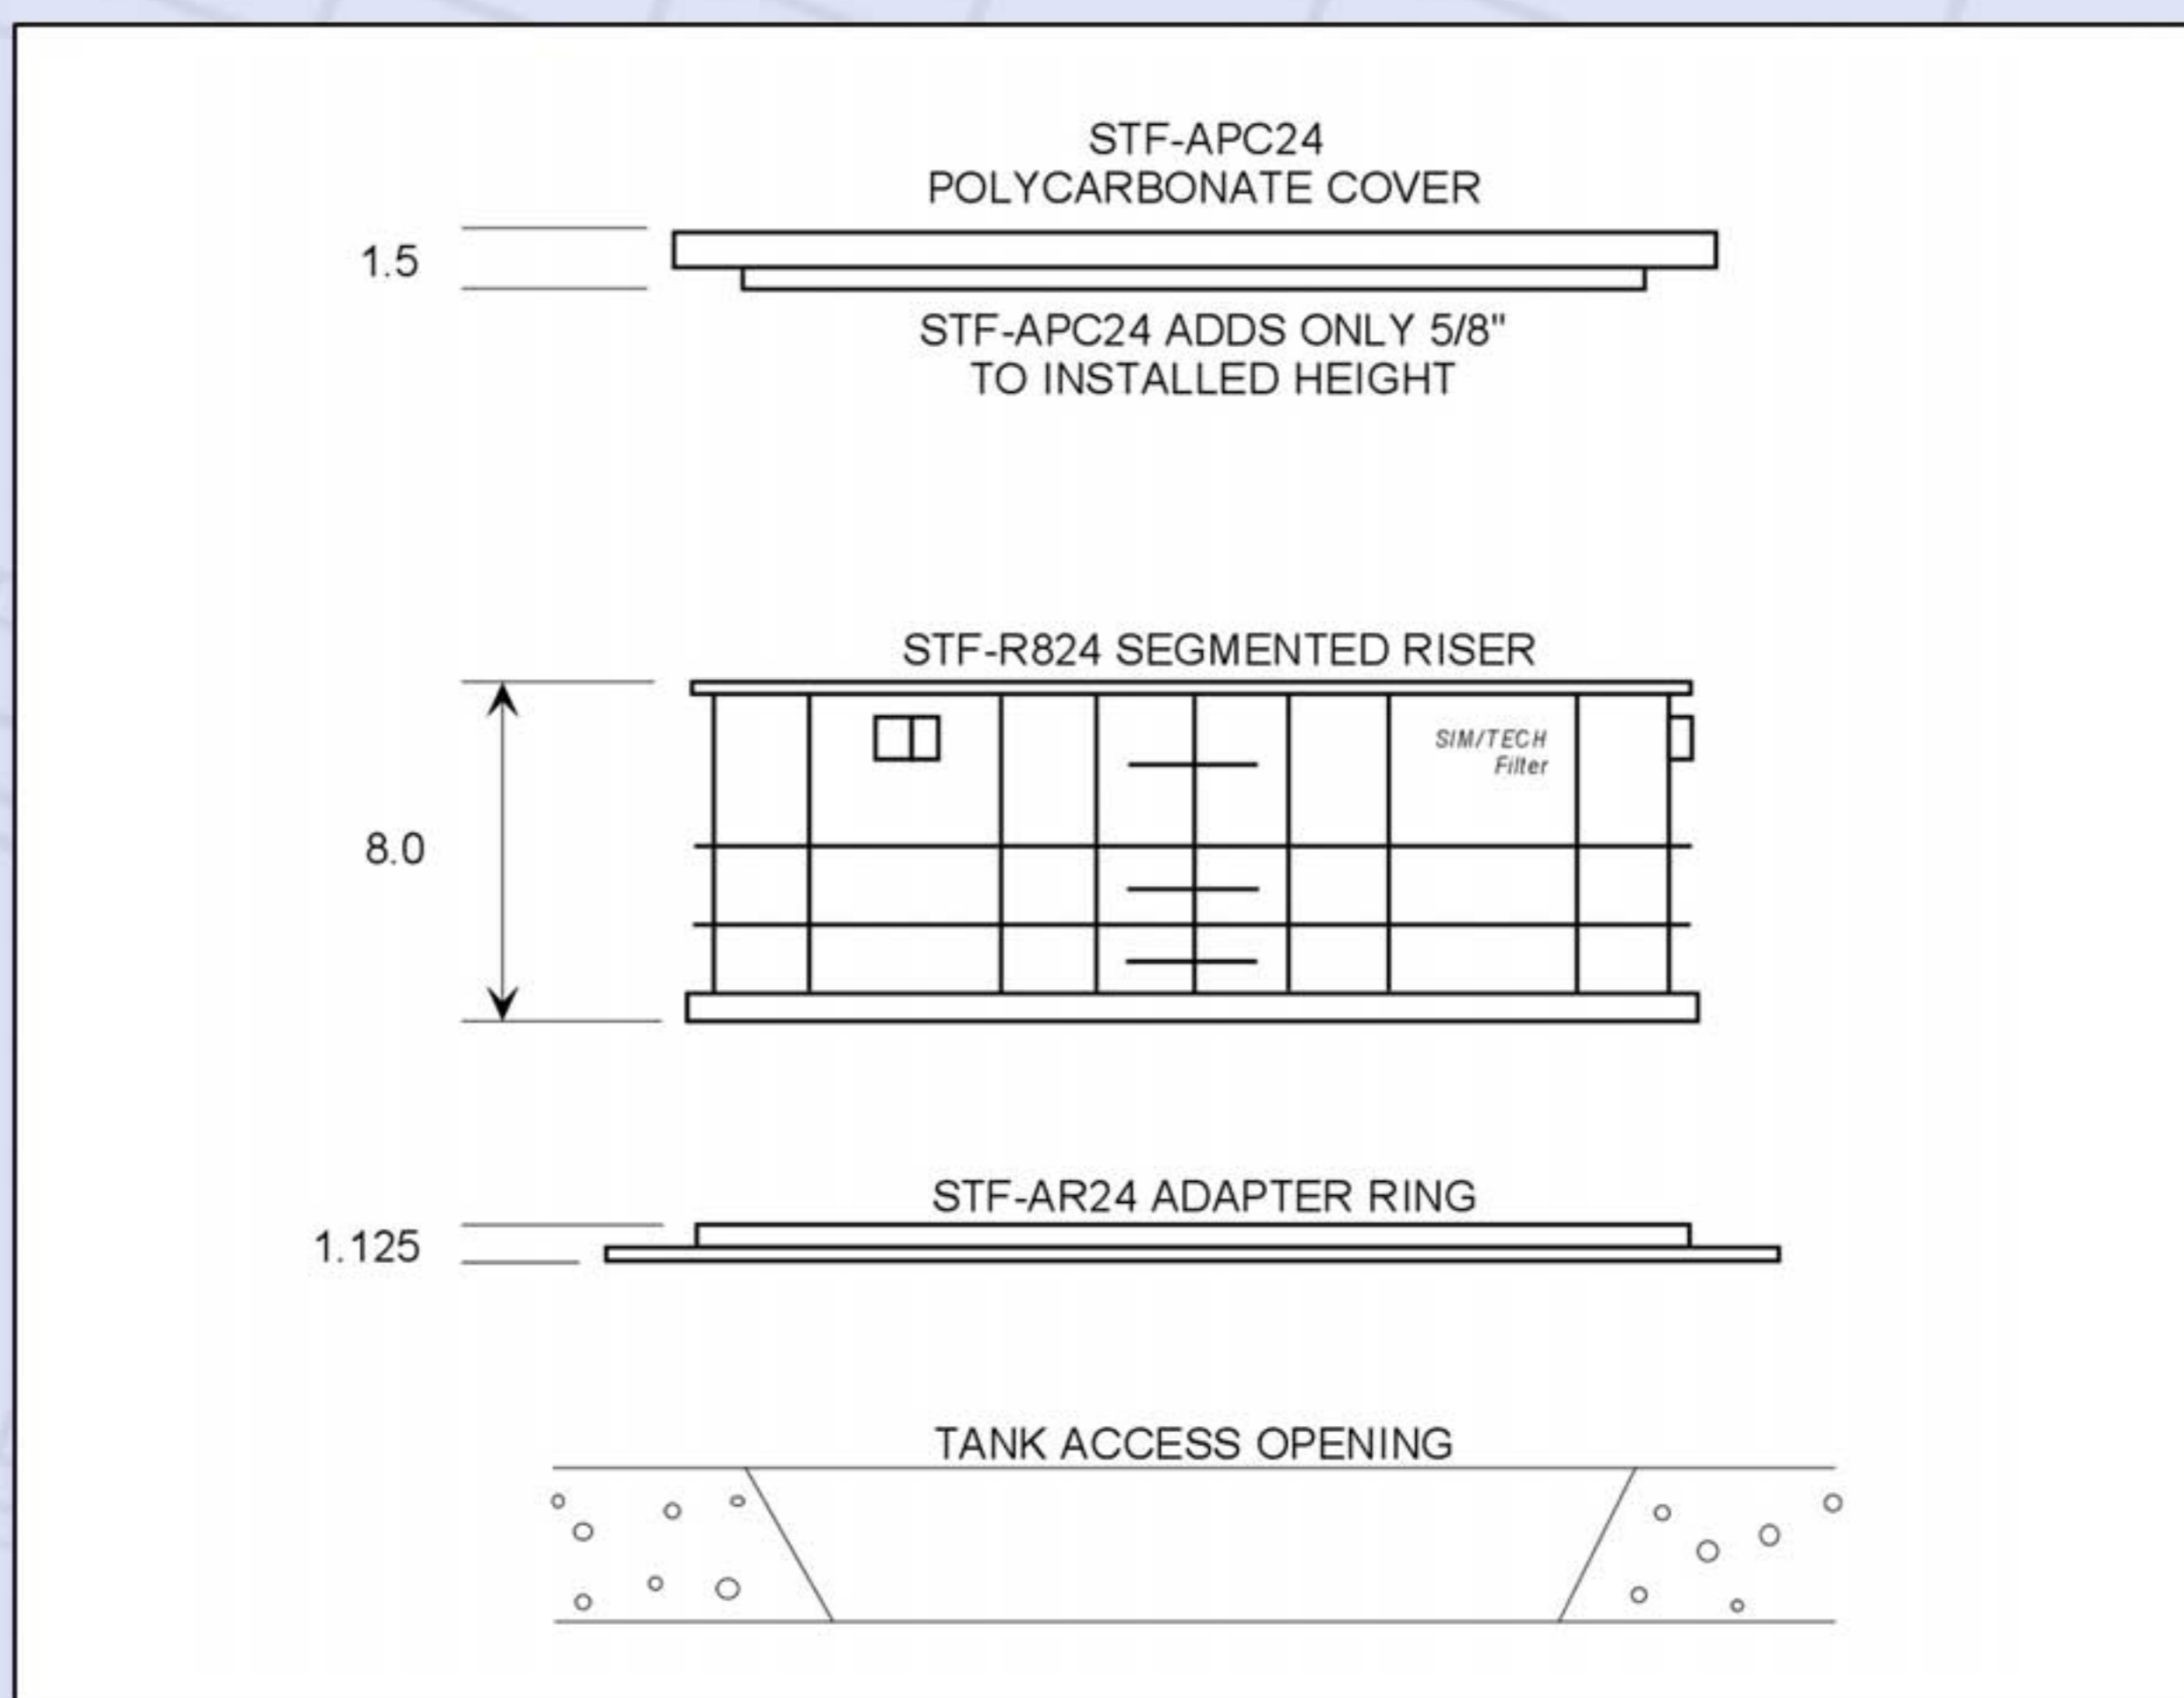 STF-APC24
POLYCARBONATE COVER
1.5
STF-APC24 ADDS ONLY 5/8"
TO INSTALLED HEIGHT
STF-R824 SEGMENTED RISER
SIM/TECH
Filter
8.0
STF-AR24 ADAPTER RING
1.125
TANK ACCESS OPENING